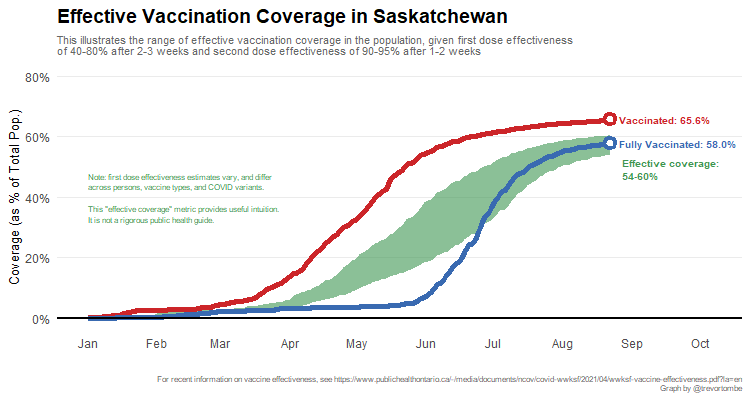 Effective Vaccination Coverage in Saskatchewan
This illustrates the range of effective vaccination coverage in the population, given first dose effectiveness
of 40-80% after 2-3 weeks and second dose effectiveness of 90-95% after 1-2 weeks
Coverage (as % of Total Pop.)
80%
60%
40%
20%
0%
Vaccinated: 65.6%
Fully Vaccinated: 58.0%
Effective coverage:
54-60%
Note: first dose effectiveness estimates vary, and differ
across persons, vaccine types, and COVID variants.
This "effective coverage" metric provides useful intuition.
It is not a rigorous public health guide.
Jan Feb Mar Apr May Jun Jul Aug Sep Oct
For recent information on vaccine effectiveness, see https://www.publichealthontario.ca/-/media/documents/ncov/covid-wwksf/2021/04/wwksf-vaccine-effectiveness.pdf?la=en
Graph by @trevortombe